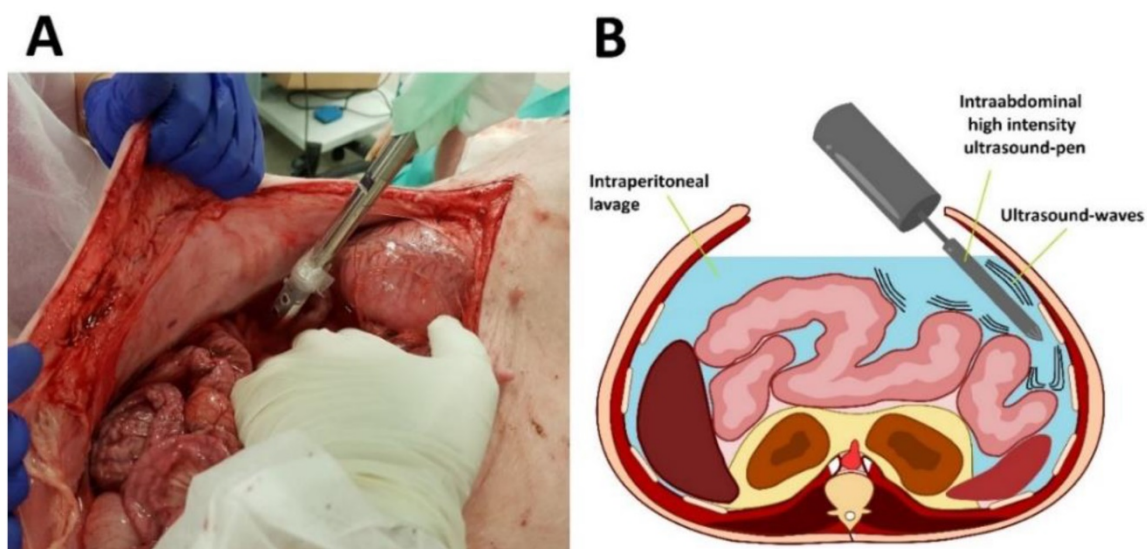 A
B
Intraabdominal
high intensity
ultrasound-pen
Intraperitoneal
lavage
Ultrasound-waves